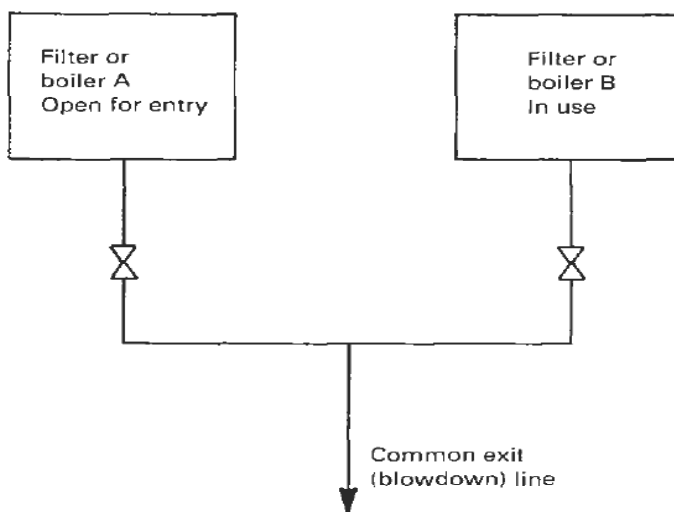 Filter or
boiler A
Open for entry
Filter or
boiler B
In use
Common exit
(blowdown) line